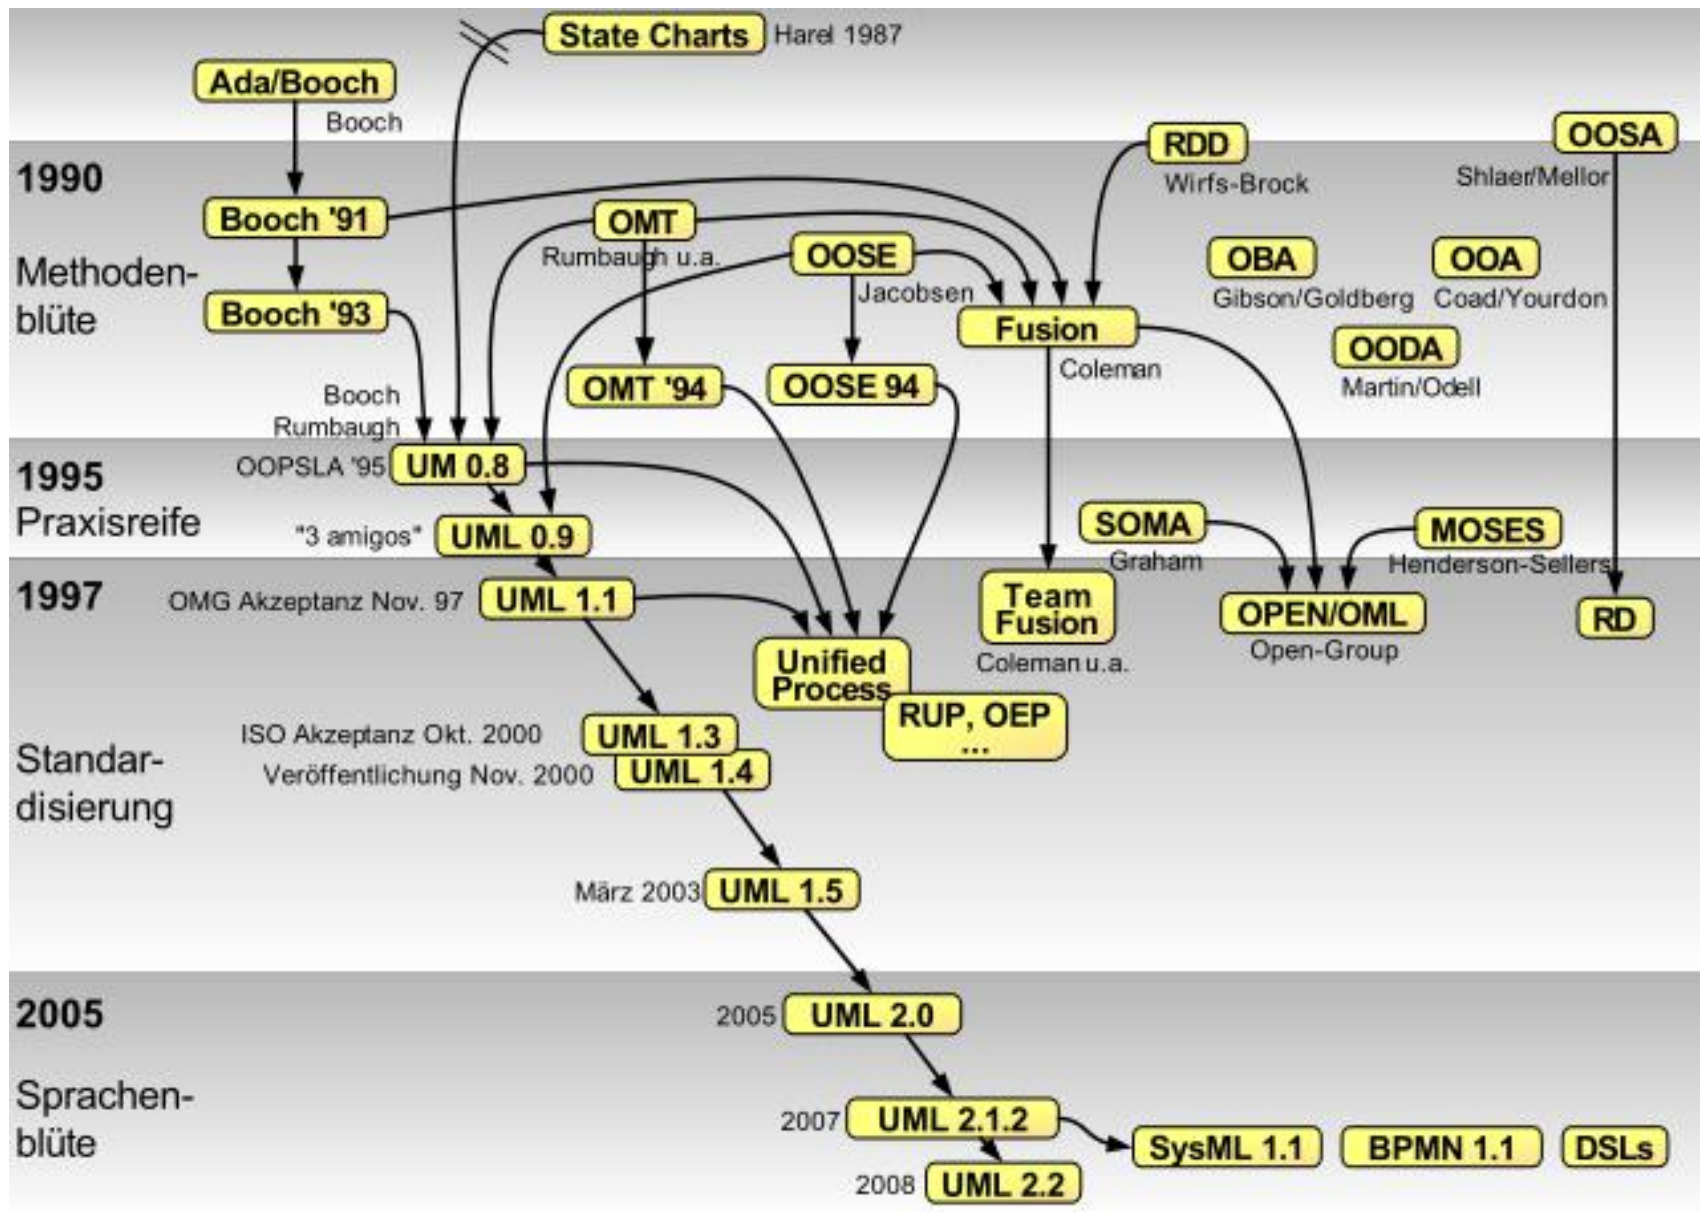 State Charts
Harel 1987
Ada/Booch
Booch
RDD
Wirfs-Brock
OOSA
Shlaer/Mellor
1990
Methoden-
blüte
Booch '91
OMT
Rumbaugh u.a.
OOSE
Jacobsen
OBA
Gibson/Goldberg
OOA
Coad/Yourdon
Booch '93
Fusion
Coleman
OODA
Martin/Odell
OMT '94
OOSE 94
Booch
Rumbaugh
OOPSLA '95
UM 0.8
1995
Praxisreife
"3 amigos"
UML 0.9
SOMA
Graham
MOSES
Henderson-Sellers
1997
OMG Akzeptanz Nov. 97
UML 1.1
Team
Fusion
Coleman u.a.
OPEN/OML
Open-Group
RD
Unified
Process
RUP, OEP
...
Standar-
disierung
ISO Akzeptanz Okt. 2000
UML 1.3
Veröffentlichung Nov. 2000
UML 1.4
März 2003
UML 1.5
2005
Sprachen-
blüte
2005
UML 2.0
2007
UML 2.1.2
SysML 1.1
BPMN 1.1
DSLs
2008
UML 2.2